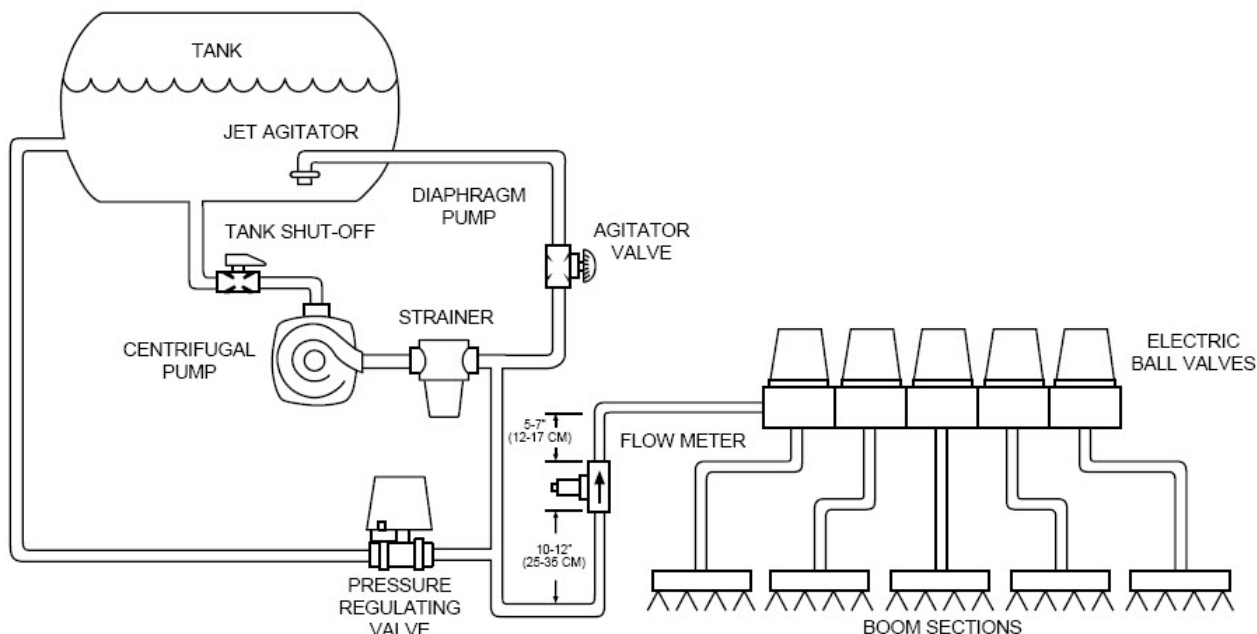 TANK
JET AGITATOR
DIAPHRAGM
PUMP
TANK SHUT-OFF
AGITATOR
VALVE
STRAINER
CENTRIFUGAL
PUMP
ELECTRIC
BALL VALVES
5-7"
(12-17 CM)
FLOW METER
10-12"
(25-35 CM)
PRESSURE
REGULATING
VALVE
BOOM SECTIONS